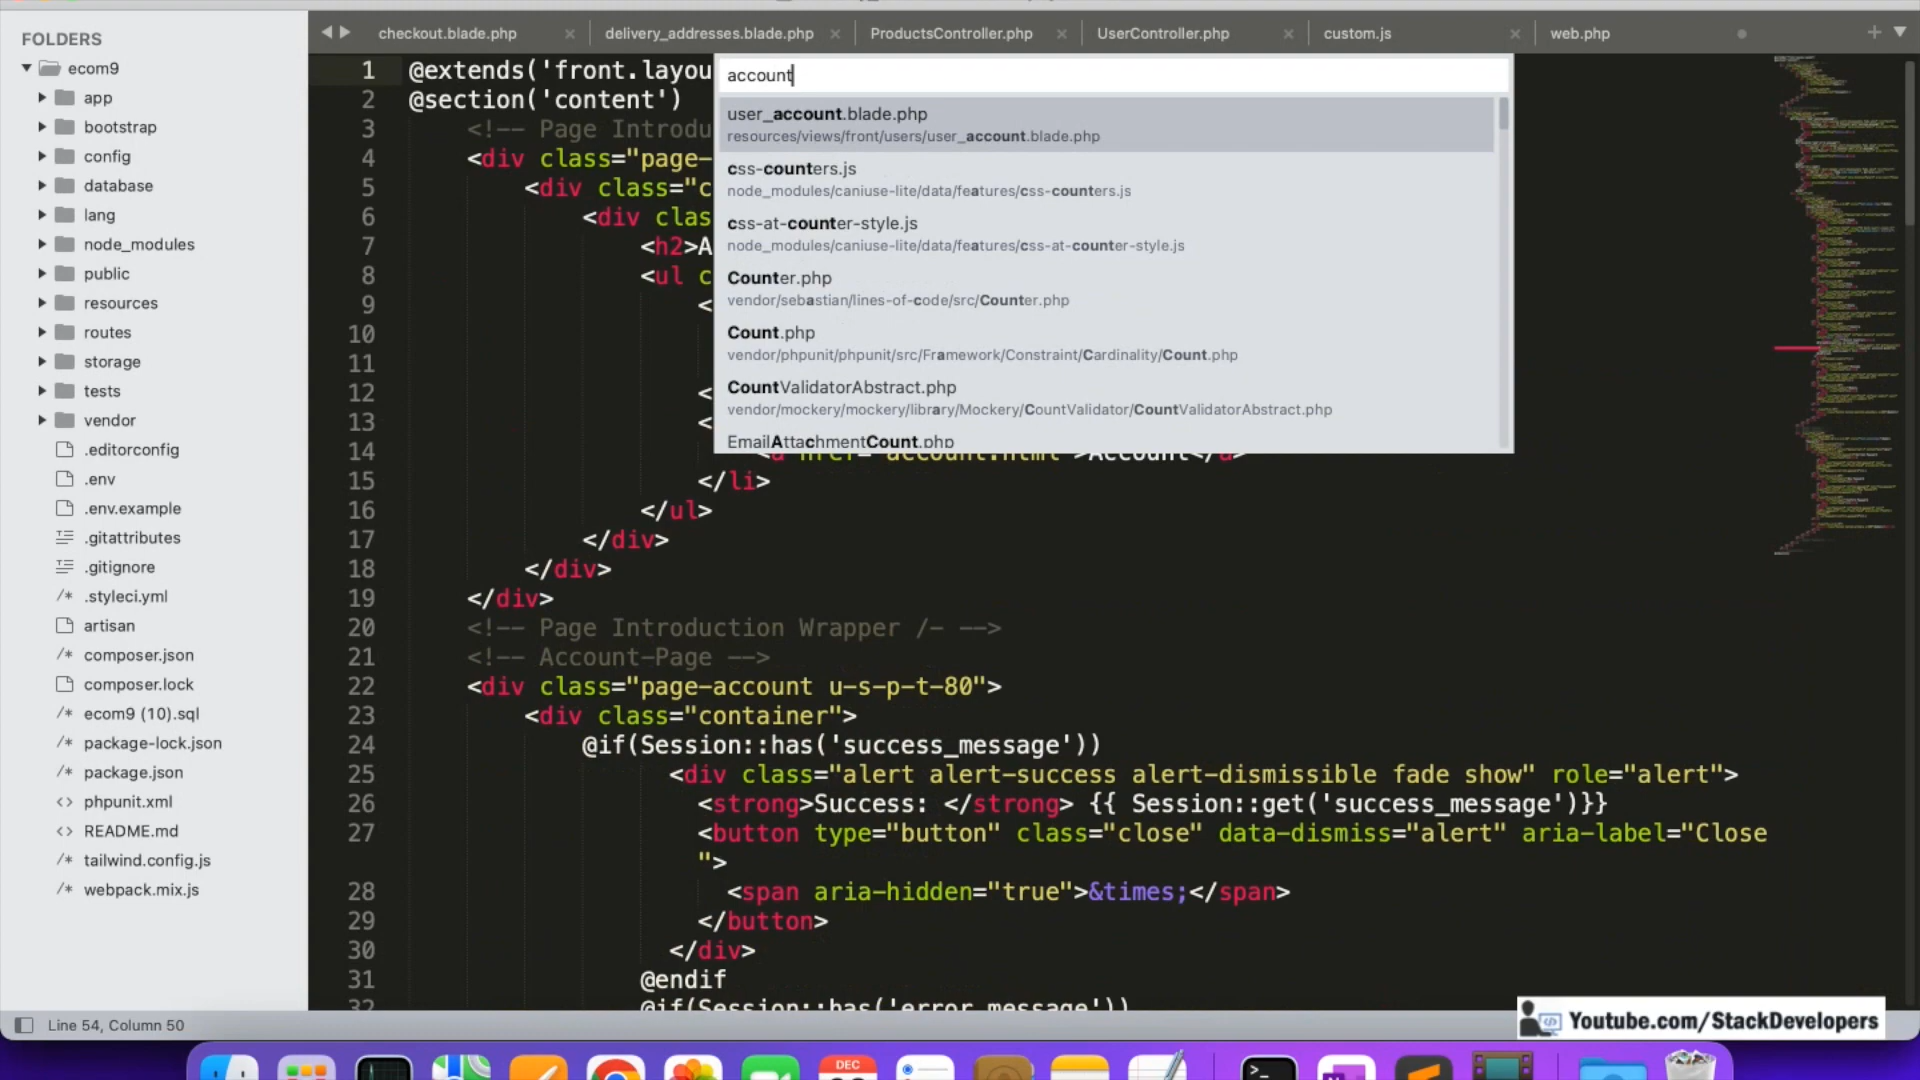 FOLDERS
ecom9
app
bootstrap
config
database
lang
node_modules
public
resources
routes
storage
tests
vendor
.editorconfig
.env
.env.example
.gitattributes
.gitignore
/* .styleci.yml
artisan
/* composer.json
composer.lock
/* ecom9 (10).sql
/* package-lock.json
/* package.json
<> phpunit.xml
<> README.md
/* tailwind.config.js
/* webpack.mix.js
checkout.blade.php × delivery_addresses.blade.php × ProductsController.php × UserController.php × custom.js × web.php
account
user_account.blade.php
resources/views/front/users/user_account.blade.php
css-counters.js
node_modules/caniuse-lite/data/features/css-counters.js
css-at-counter-style.js
node_modules/caniuse-lite/data/features/css-at-counter-style.js
Counter.php
vendor/sebastian/lines-of-code/src/Counter.php
Count.php
vendor/phpunit/phpunit/src/Framework/Constraint/Cardinality/Count.php
CountValidatorAbstract.php
vendor/mockery/mockery/library/Mockery/CountValidator/CountValidatorAbstract.php
EmailAttachmentCount.php
1 @extends('front.layou
2 @section('content')
3 <!-- Page Introdu
4 <div class="page-
5 <div class="c
6 <div clas
7 <h2>A
8 <ul c
9 <
10
11
12 <
13 <
14 <a href="account.html">Account</a>
15 </li>
16 </ul>
17 </div>
18 </div>
19 </div>
20 <!-- Page Introduction Wrapper /- -->
21 <!-- Account-Page -->
22 <div class="page-account u-s-p-t-80">
23 <div class="container">
24 @if(Session::has('success_message'))
25 <div class="alert alert-success alert-dismissible fade show" role="alert">
26 <strong>Success: </strong> {{ Session::get('success_message')}}
27 <button type="button" class="close" data-dismiss="alert" aria-label="Close
">
28 <span aria-hidden="true">&times;</span>
29 </button>
30 </div>
31 @endif
32 @if(Session::has('error_message'))
Line 54, Column 50
Youtube.com/StackDevelopers
DEC